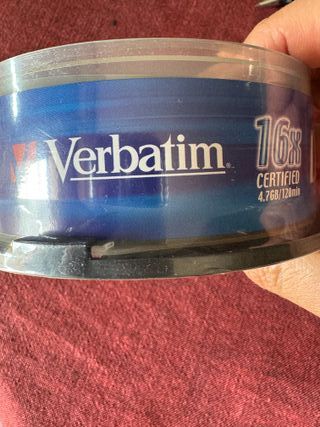 Verbatim
16x
CERTIFIED
4.7GB/120min